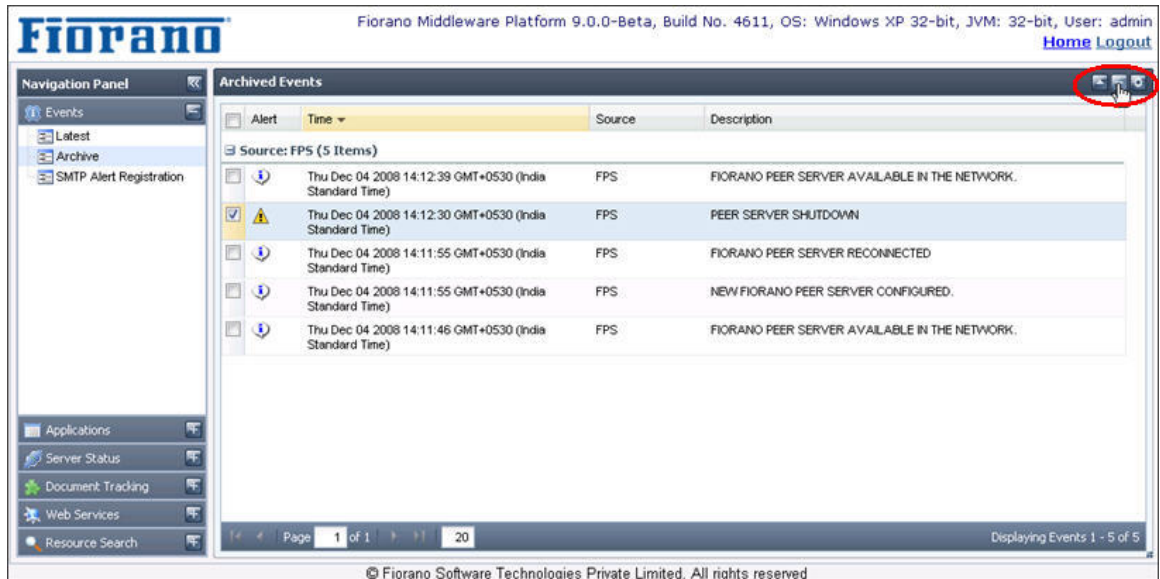 Fiorano
Fiorano Middleware Platform 9.0.0-Beta, Build No. 4611, OS: Windows XP 32-bit, JVM: 32-bit, User: admin
Home Logout
Navigation Panel
Events
Latest
Archive
SMTP Alert Registration
Applications
Server Status
Document Tracking
Web Services
Resource Search
Archived Events
Alert Time Source Description
Source: FPS (5 Items)
Thu Dec 04 2008 14:12:39 GMT+0530 (India FPS FIORANO PEER SERVER AVAILABLE IN THE NETWORK.
Standard Time)
Thu Dec 04 2008 14:12:30 GMT+0530 (India FPS PEER SERVER SHUTDOWN
Standard Time)
Thu Dec 04 2008 14:11:55 GMT+0530 (India FPS FIORANO PEER SERVER RECONNECTED
Standard Time)
Thu Dec 04 2008 14:11:55 GMT+0530 (India FPS NEW FIORANO PEER SERVER CONFIGURED.
Standard Time)
Thu Dec 04 2008 14:11:46 GMT+0530 (India FPS FIORANO PEER SERVER AVAILABLE IN THE NETWORK.
Standard Time)
Page 1 of 1 20 Displaying Events 1 - 5 of 5
© Fiorano Software Technologies Private Limited. All rights reserved